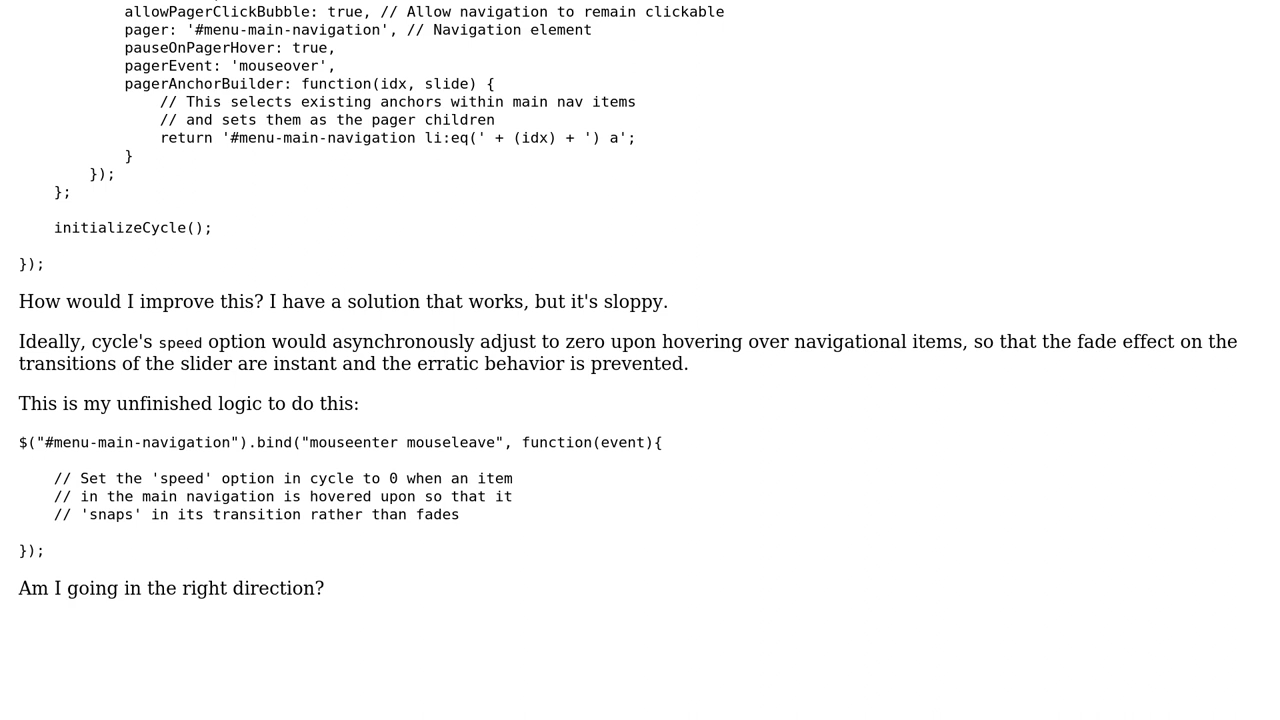 allowPagerClickBubble: true, // Allow navigation to remain clickable
pager: '#menu-main-navigation', // Navigation element
pauseOnPagerHover: true,
pagerEvent: 'mouseover',
pagerAnchorBuilder: function(idx, slide) {
// This selects existing anchors within main nav items
// and sets them as the pager children
return '#menu-main-navigation li:eq(' + (idx) + ') a';
}
});
};
initializeCycle();
});
How would I improve this? I have a solution that works, but it's sloppy.
Ideally, cycle's speed option would asynchronously adjust to zero upon hovering over navigational items, so that the fade effect on the
transitions of the slider are instant and the erratic behavior is prevented.
This is my unfinished logic to do this:
$("#menu-main-navigation").bind("mouseenter mouseleave", function(event){
// Set the 'speed' option in cycle to 0 when an item
// in the main navigation is hovered upon so that it
// 'snaps' in its transition rather than fades
});
Am I going in the right direction?